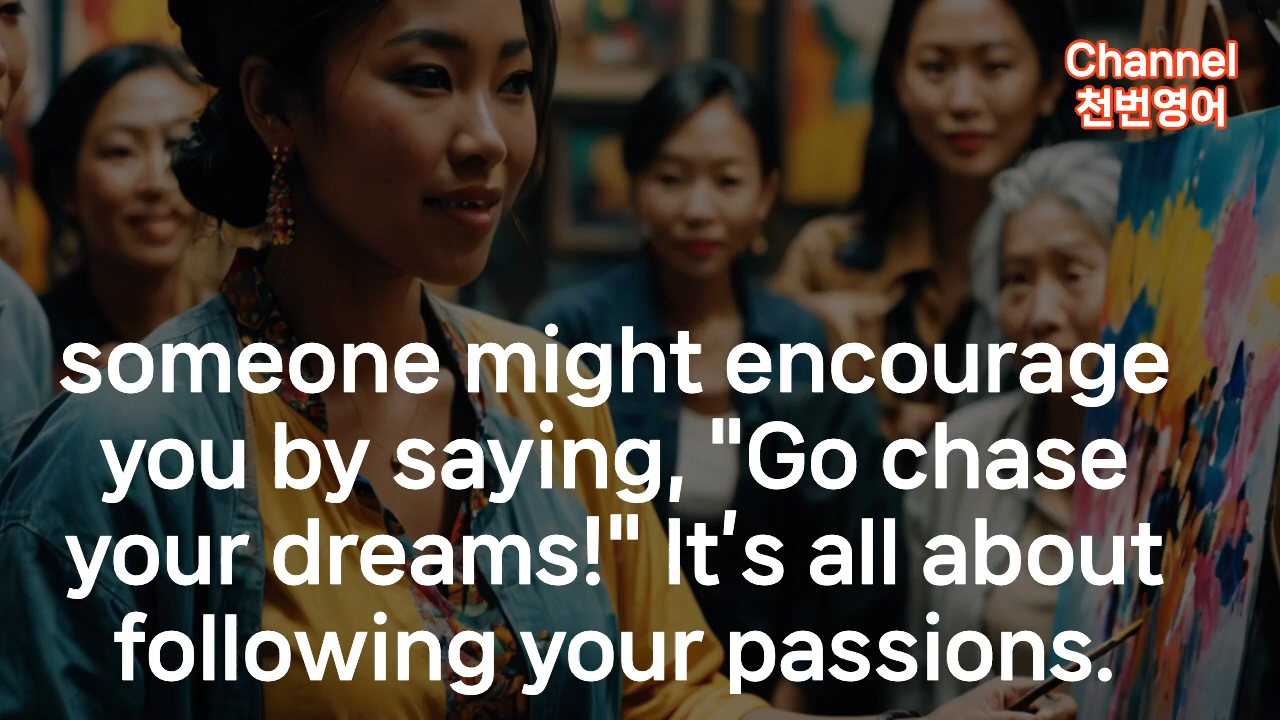 Channel
천번영어
someone might encourage
you by saying, "Go chase
your dreams!" It's all about
following your passions.